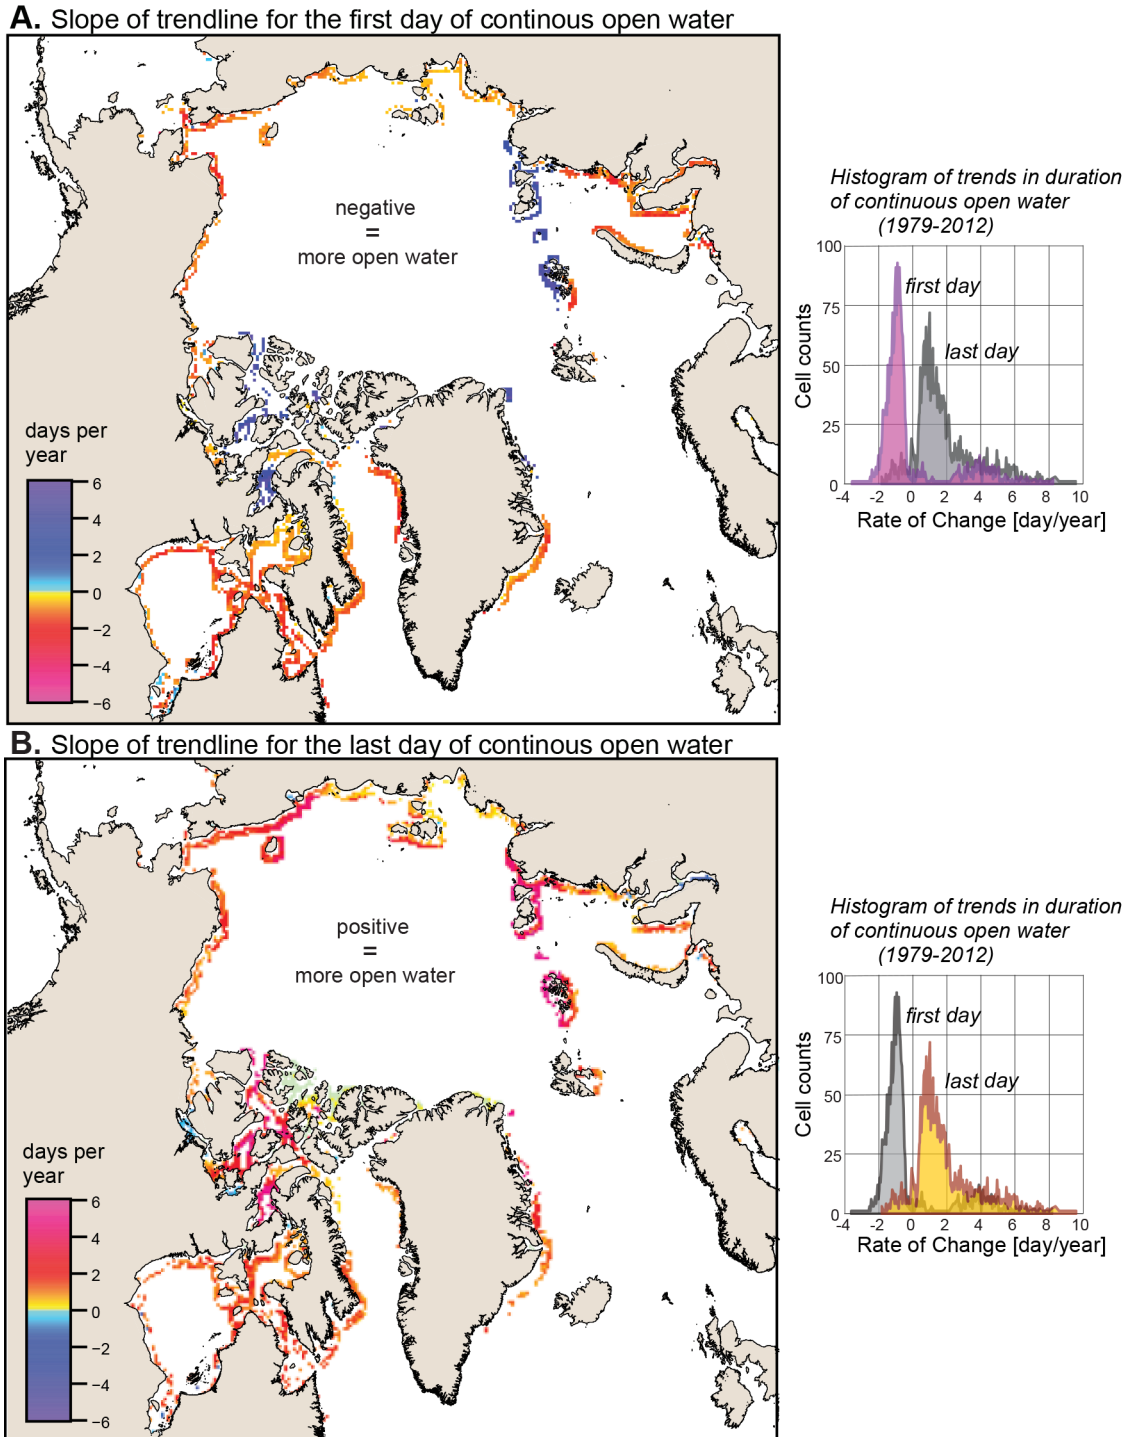 A. Slope of trendline for the first day of continous open water
negative
=
more open water
days per
year
6
4
2
0
−2
−4
−6
Histogram of trends in duration
of continuous open water
(1979-2012)
100
75
50
25
0
Cell counts
first day
last day
-4 -2 0 2 4 6 8 10
Rate of Change [day/year]
B. Slope of trendline for the last day of continous open water
positive
=
more open water
days per
year
6
4
2
0
−2
−4
−6
Histogram of trends in duration
of continuous open water
(1979-2012)
100
75
50
25
0
Cell counts
first day
last day
-4 -2 0 2 4 6 8 10
Rate of Change [day/year]